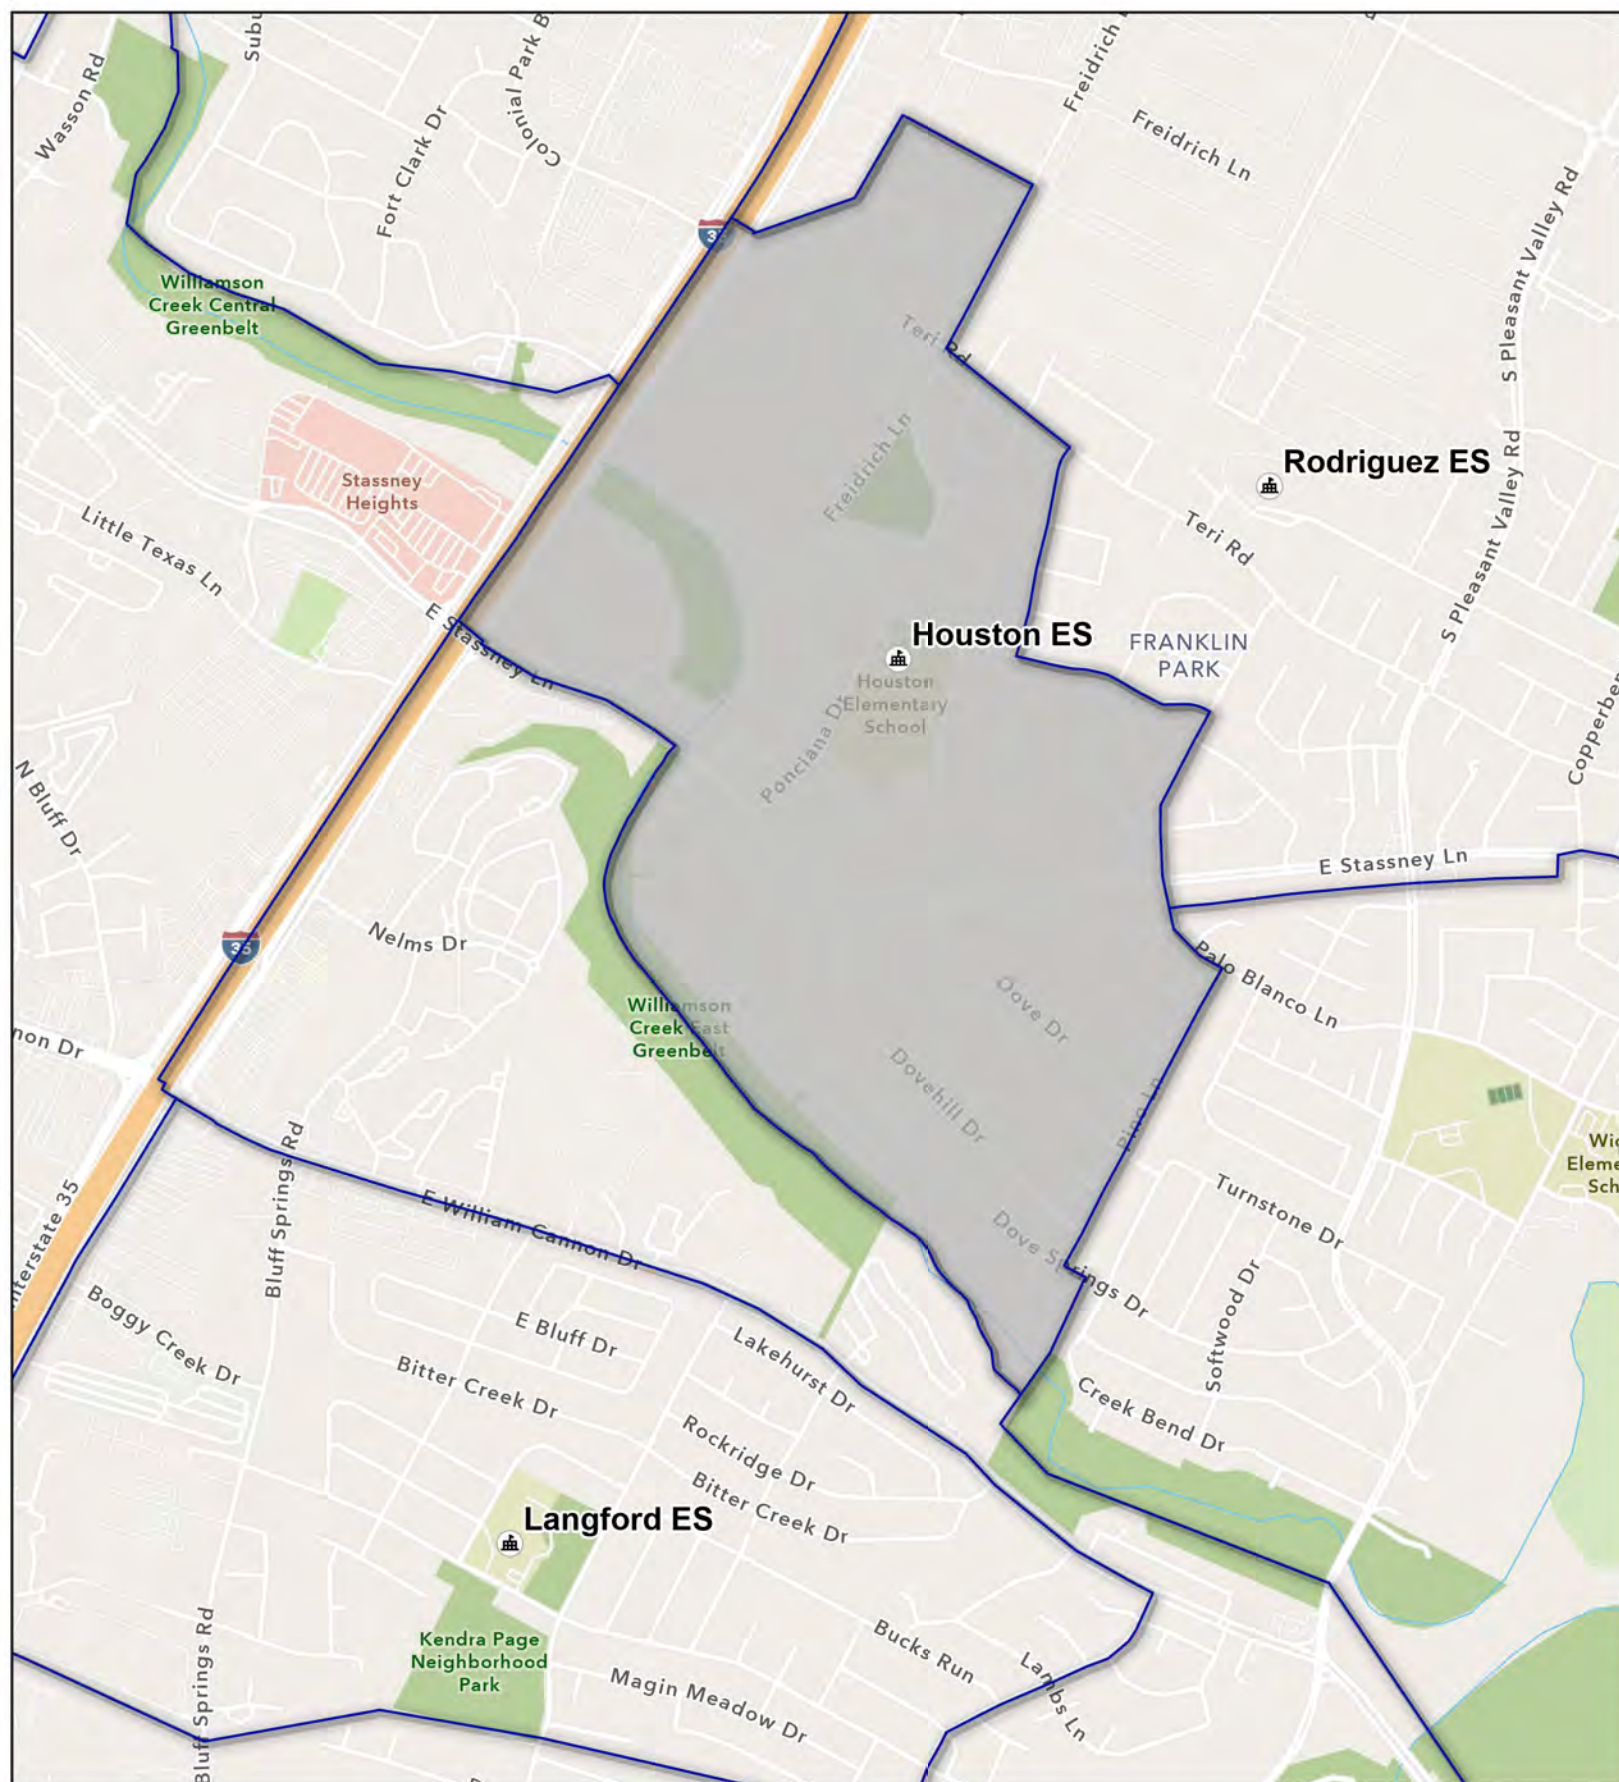 Wasson Rd
Fort Clark Dr
Colonial Park B
Freidrich
Freidrich Ln
S Pleasant Valley Rd
Williamson
Creek Central
Greenbelt
Teri Rd
Freidrich Ln
Stassney
Heights
Rodriguez ES
Teri Rd
S Pleasant Valley Rd
Little Texas Ln
E Stassney Ln
Houston ES
FRANKLIN
PARK
Houston
Elementary
School
Ponciana Dr
N Bluff Dr
E Stassney Ln
35
Nelms Dr
Palo Blanco Ln
Dove Dr
Williamson
Creek East
Greenbelt
Dovehill Dr
non Dr
Bluff Springs Rd
E William Cannon Dr
Turnstone Dr
Dove Springs Dr
Softwood Dr
Boggy Creek Dr
E Bluff Dr
Lakehurst Dr
Bitter Creek Dr
Creek Bend Dr
Rockridge Dr
Bitter Creek Dr
Langford ES
Bluff Springs Rd
Kendra Page
Neighborhood
Park
Bucks Run
Lambs Ln
Magin Meadow Dr